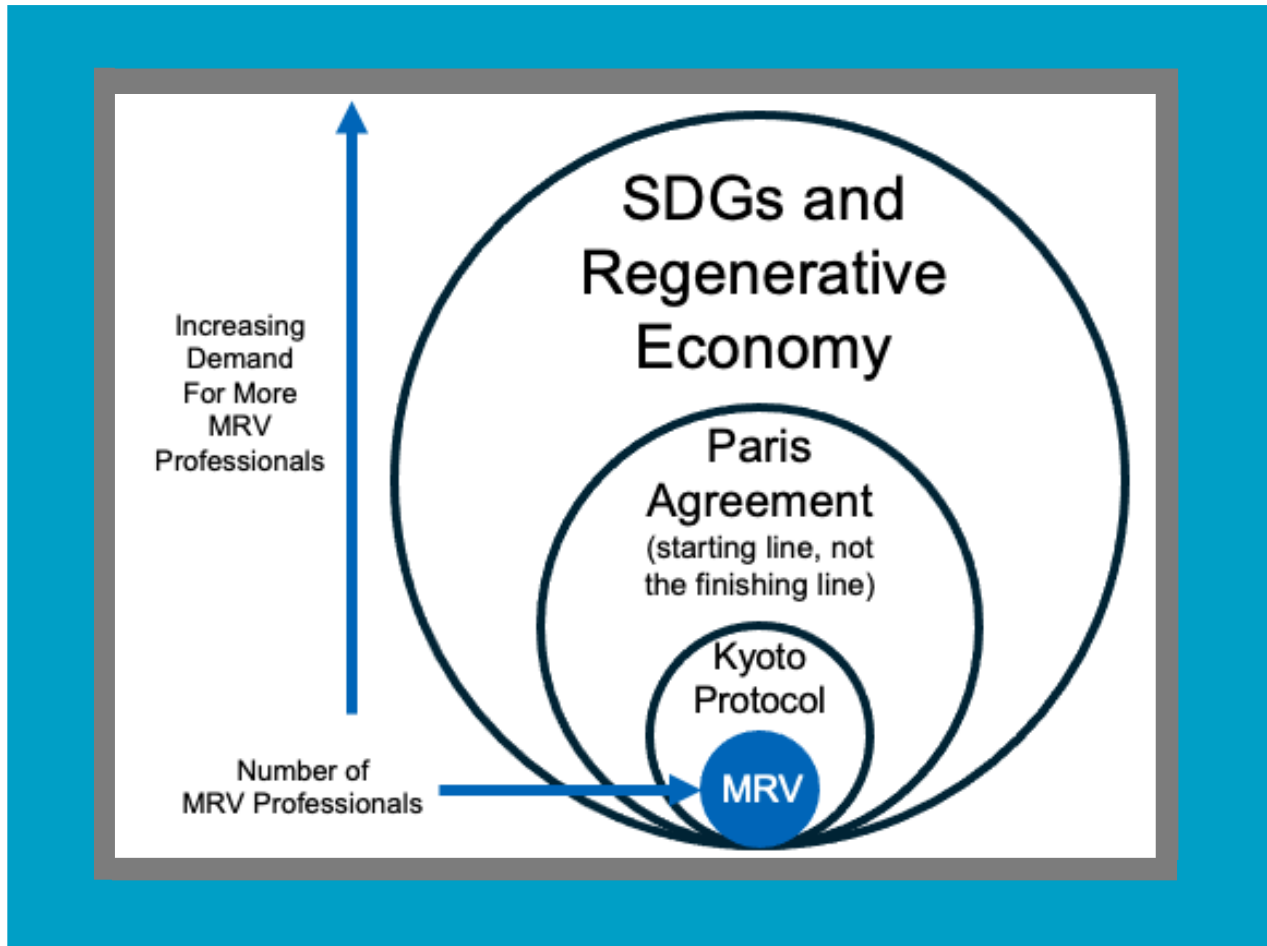 SDGs and
Regenerative
Economy
Increasing
Demand
For More
MRV
Professionals
Paris
Agreement
(starting line, not
the finishing line)
Kyoto
Protocol
Number of
MRV Professionals
MRV